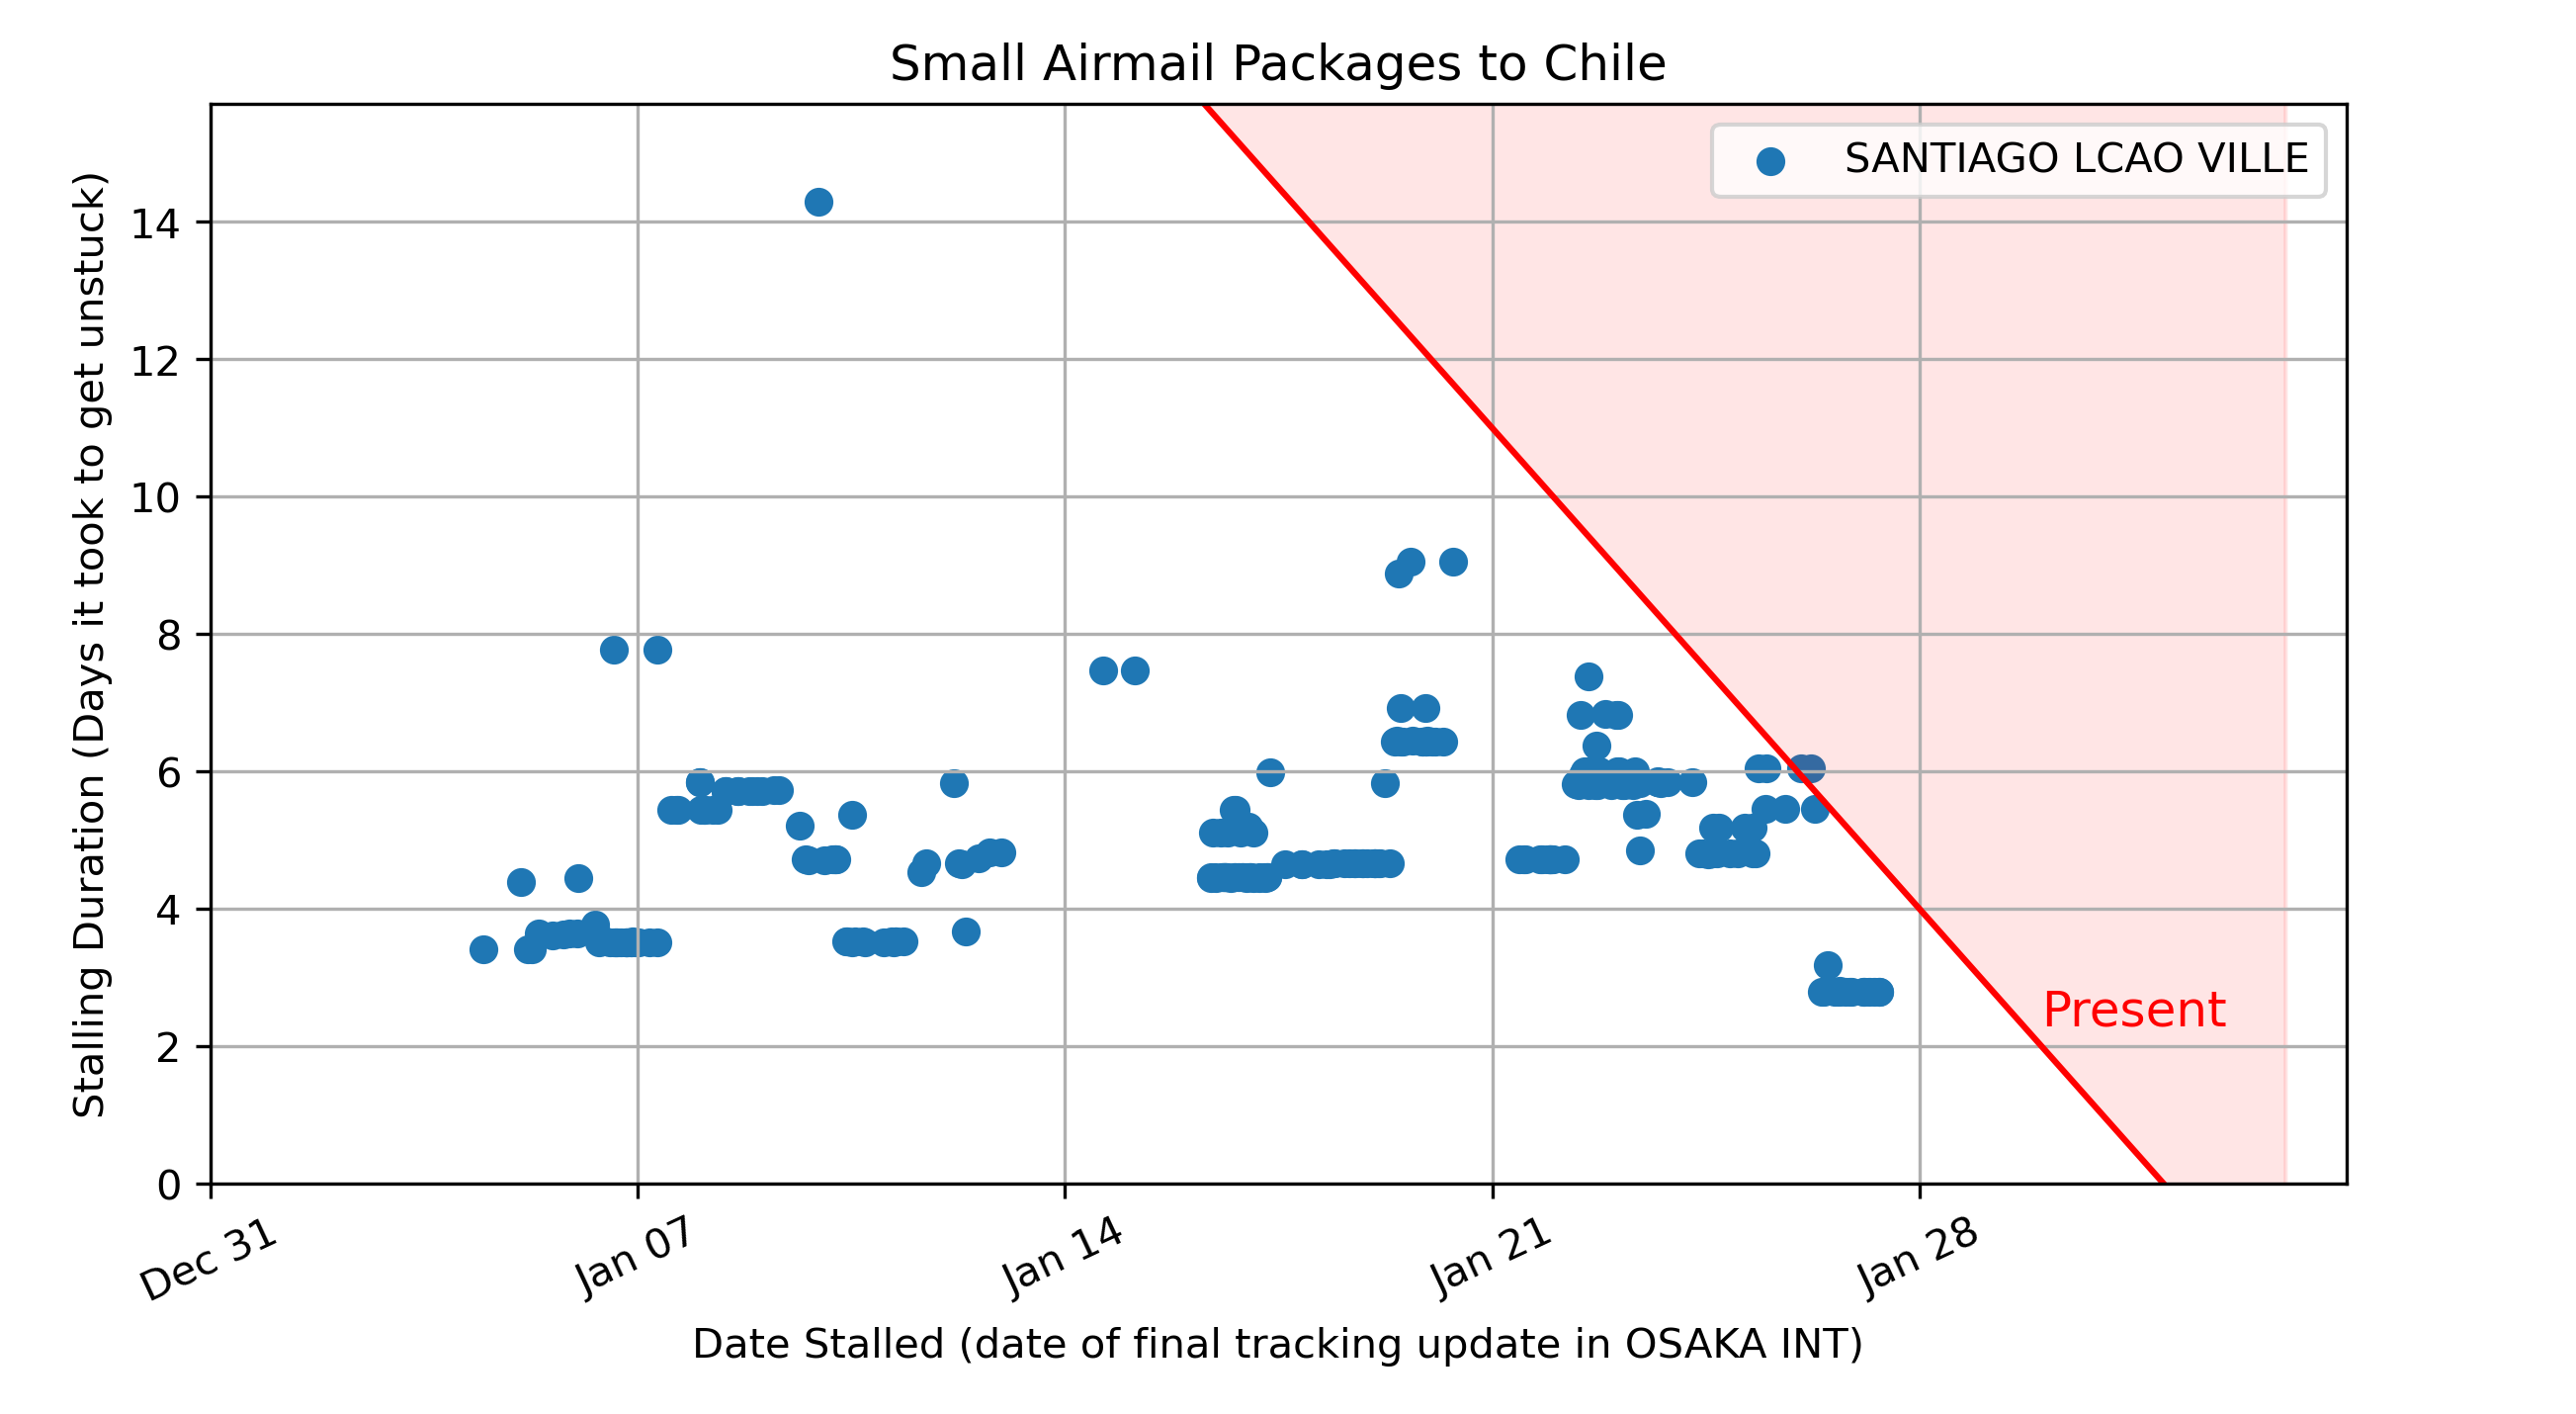 Small Airmail Packages to Chile
SANTIAGO LCAO VILLE
Stalling Duration (Days it took to get unstuck)
14
12
10
8
6
4
2
0
Present
Dec 31
Jan 07
Jan 14
Jan 21
Jan 28
Date Stalled (date of final tracking update in OSAKA INT)